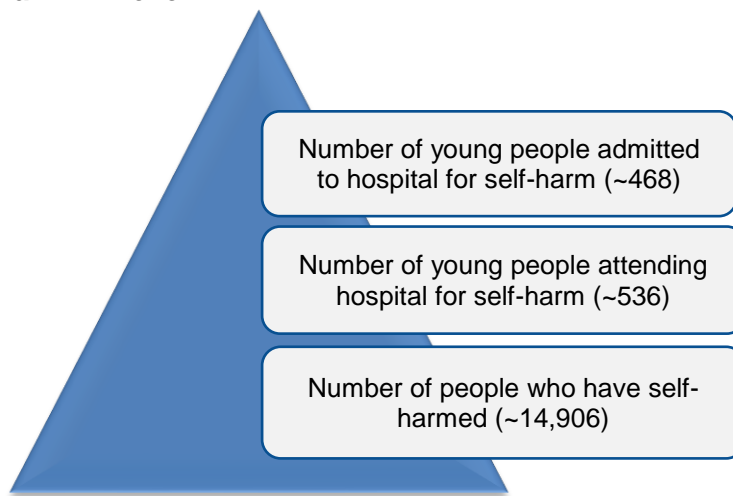 Number of young people admitted
to hospital for self-harm (~468)
Number of young people attending
hospital for self-harm (~536)
Number of people who have self-
harmed (~14,906)